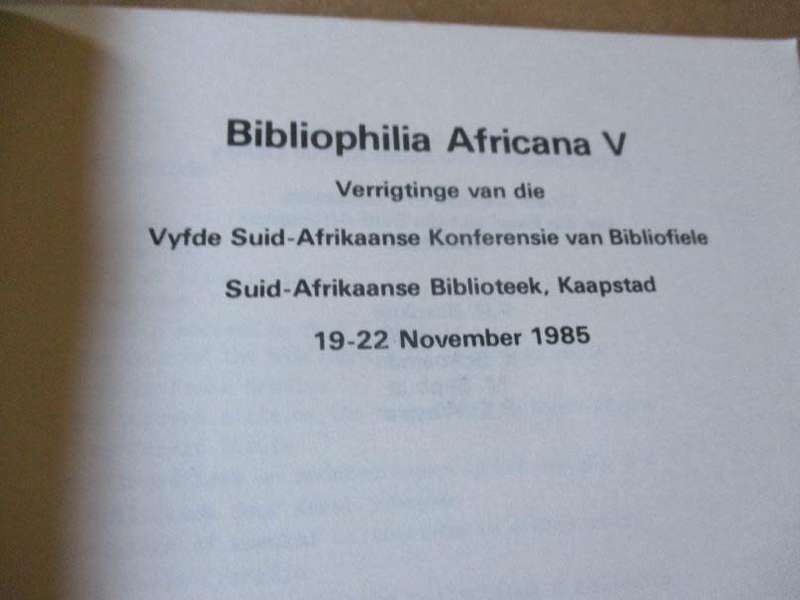 Bibliophilia Africana V
Verrigtinge van die
Vyfde Suid-Afrikaanse Konferensie van Bibliofiele
Suid-Afrikaanse Biblioteek, Kaapstad
19-22 November 1985